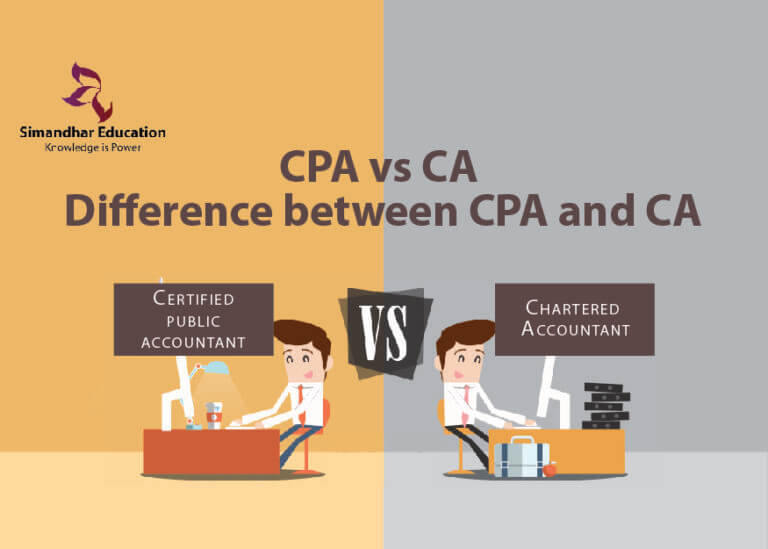 Simandhar Education
Knowledge is Power
CPA vs CA
Difference between CPA and CA
CERTIFIED
PUBLIC
ACCOUNTANT
VS
CHARTERED
ACCOUNTANT